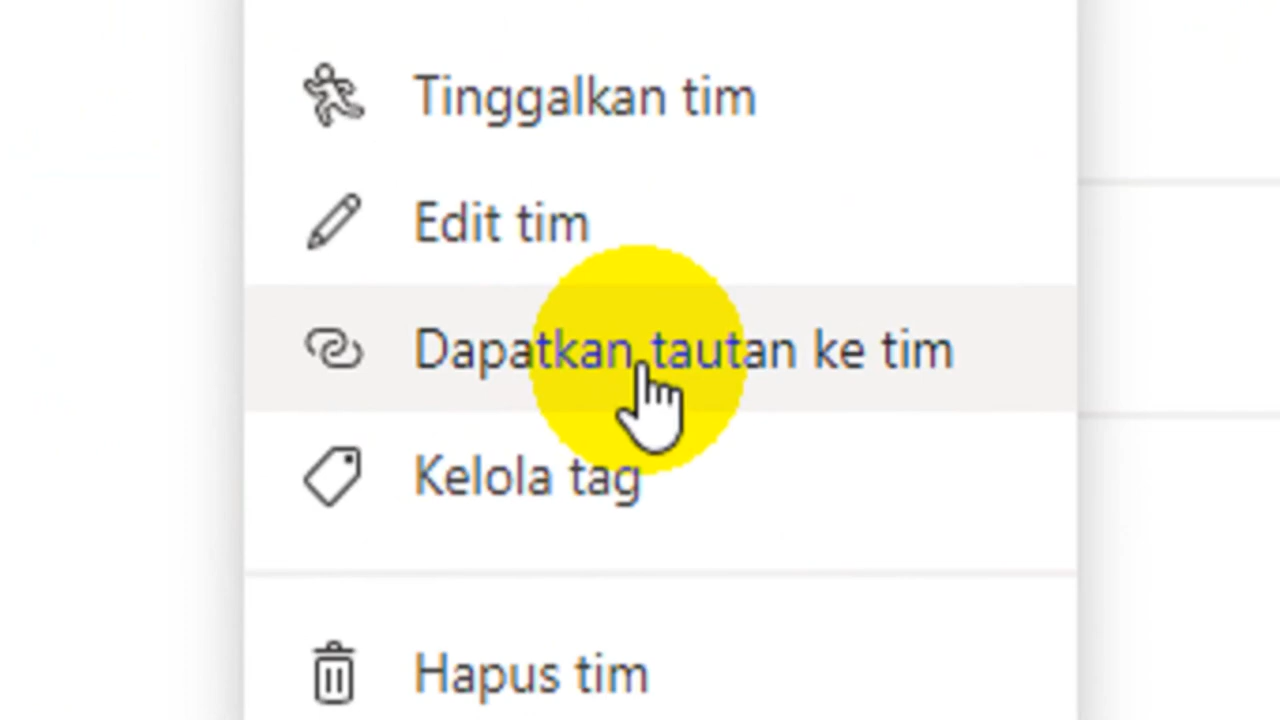 Tinggalkan tim
Edit tim
Dapatkan tautan ke tim
Kelola tag
Hapus tim